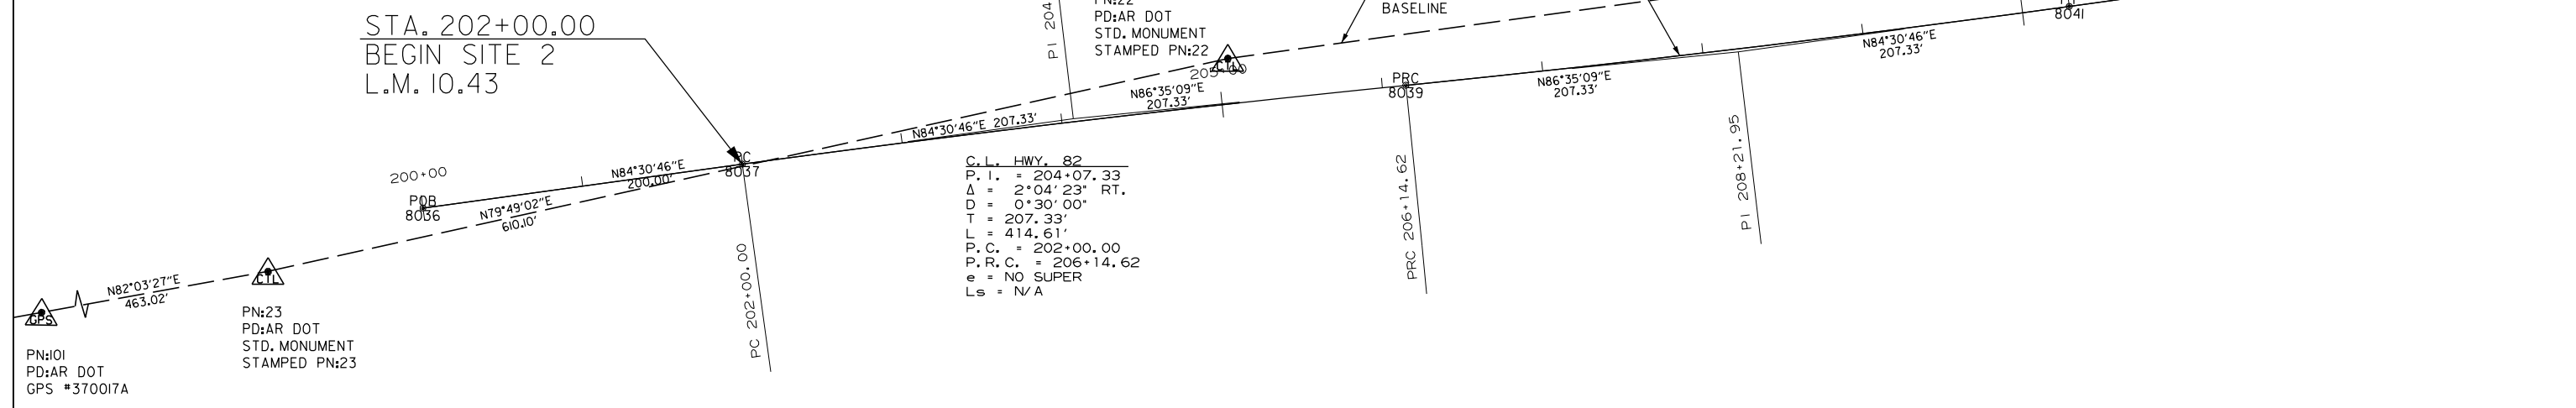 STA. 202+00.00
BEGIN SITE 2
L.M. 10.43
PI 204
PD:AR DOT
STD. MONUMENT
STAMPED PN:22
CTL
205+00
BASELINE
8041
N84°30'46"E
207.33'
N86°35'09"E
207.33'
PRC
8039
N86°35'09"E
207.33'
N84°30'46"E 207.33'
PC
8037
200+00
POB
8036
N84°30'46"E
200.00'
N79°49'02"E
610.10'
C.L. HWY. 82
P.I. = 204+07.33
Δ = 2°04'23" RT.
D = 0°30'00"
T = 207.33'
L = 414.61'
P.C. = 202+00.00
P.R.C. = 206+14.62
e = NO SUPER
Ls = N/A
PC 202+00.00
PRC 206+14.62
PI 208+21.95
CTL
N82°03'27"E
463.02'
GPS
PN:23
PD:AR DOT
STD. MONUMENT
STAMPED PN:23
PN:101
PD:AR DOT
GPS #370017A